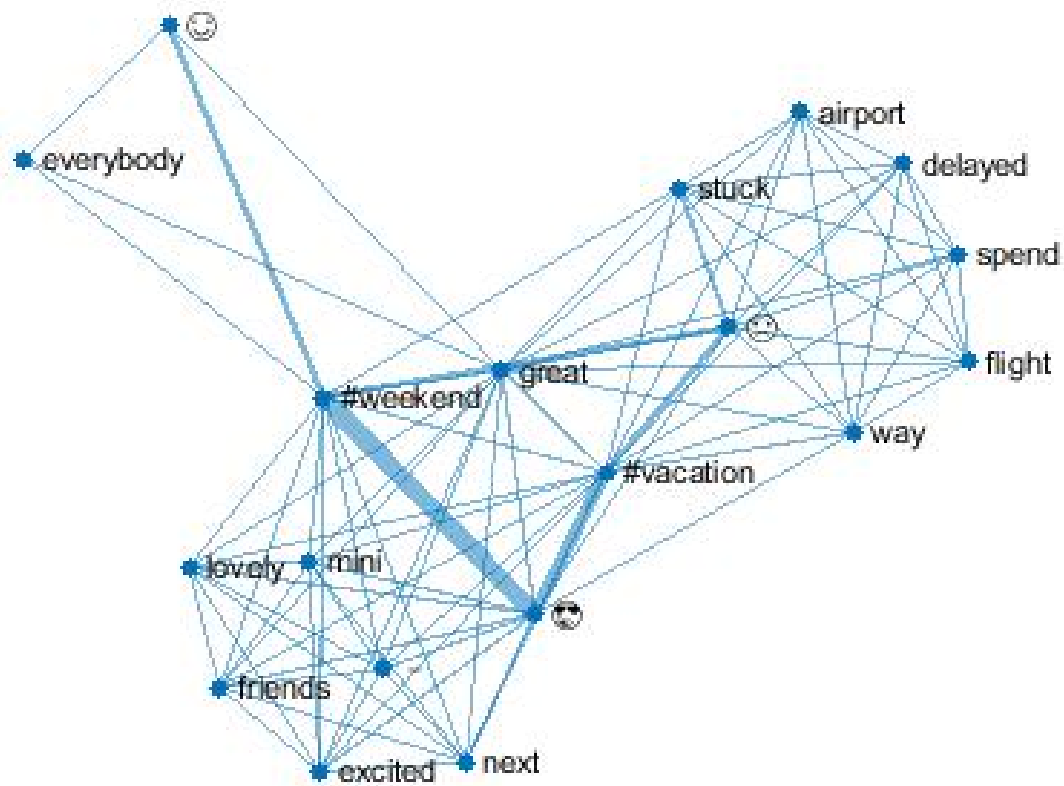 ☺
everybody
airport
delayed
stuck
spend
😐
flight
great
#weekend
way
#vacation
lovely
mini
😍
friends
next
excited